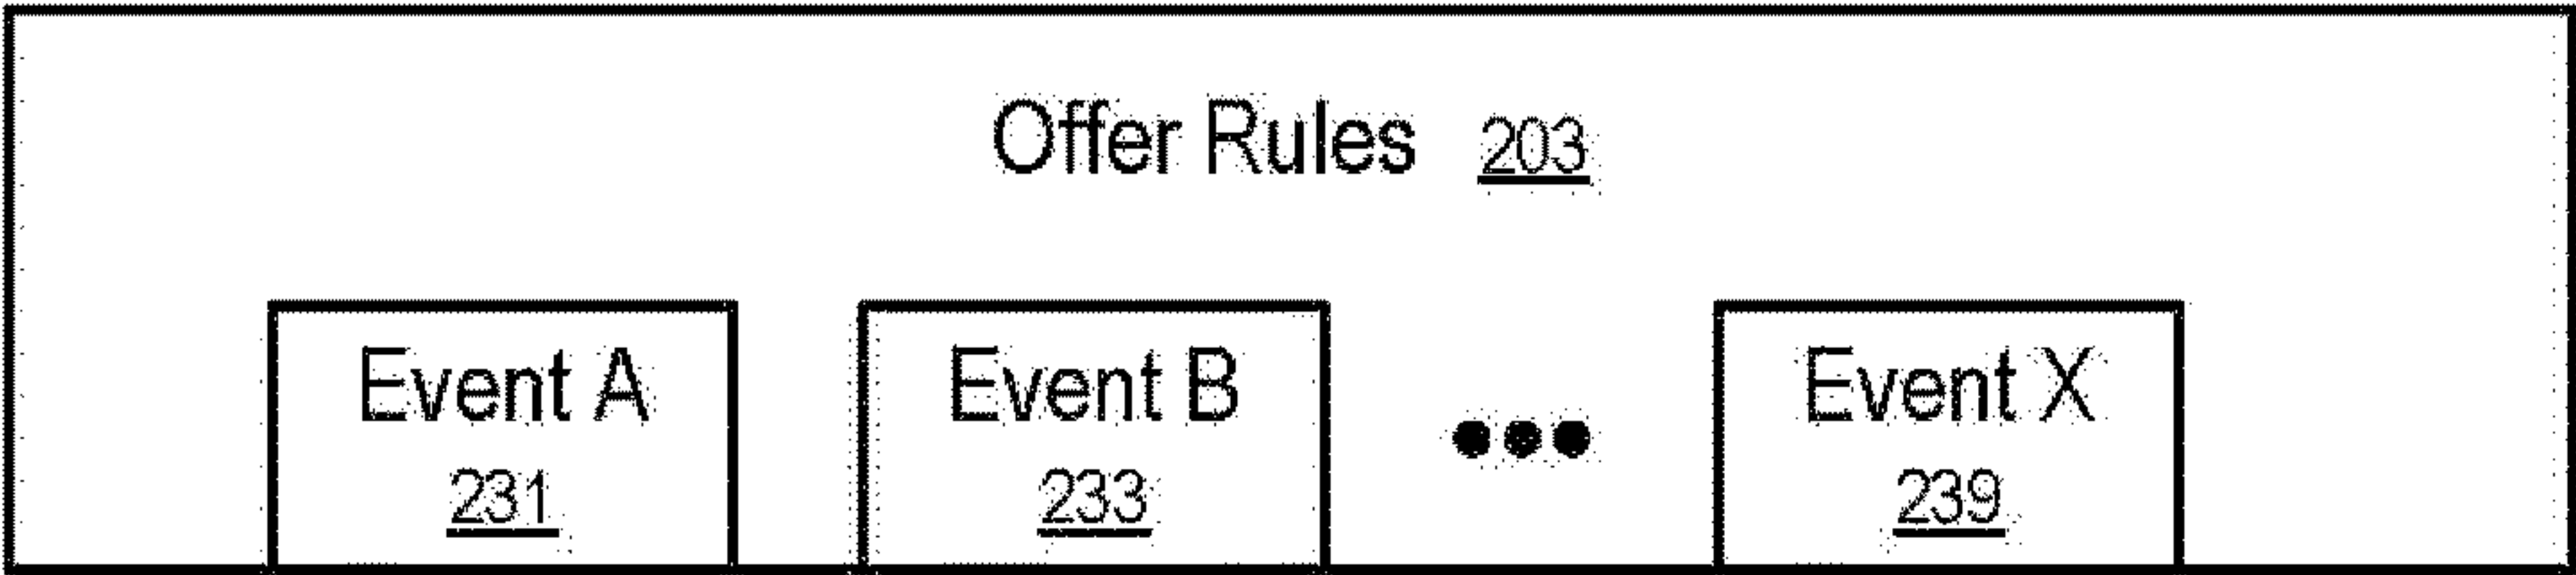 Offer Rules 203
Event A
231
Event B
233
Event X
239